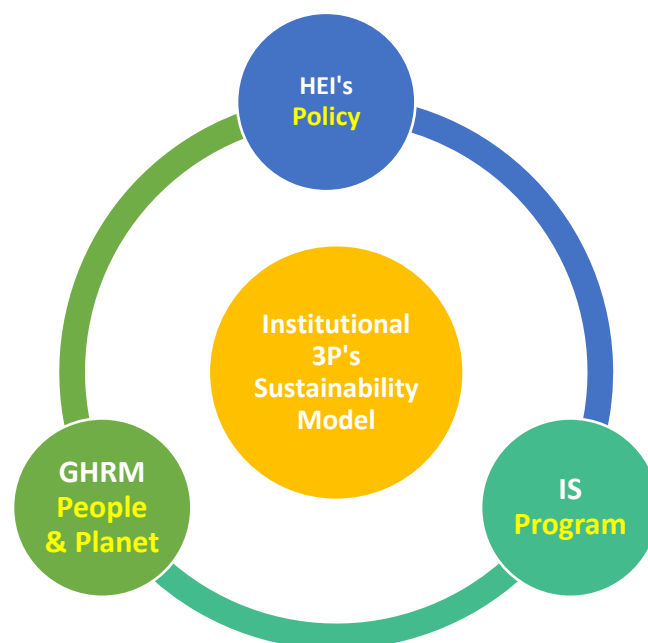 HEI's
Policy
Institutional
3P's
Sustainability
Model
GHRM
People
& Planet
IS
Program